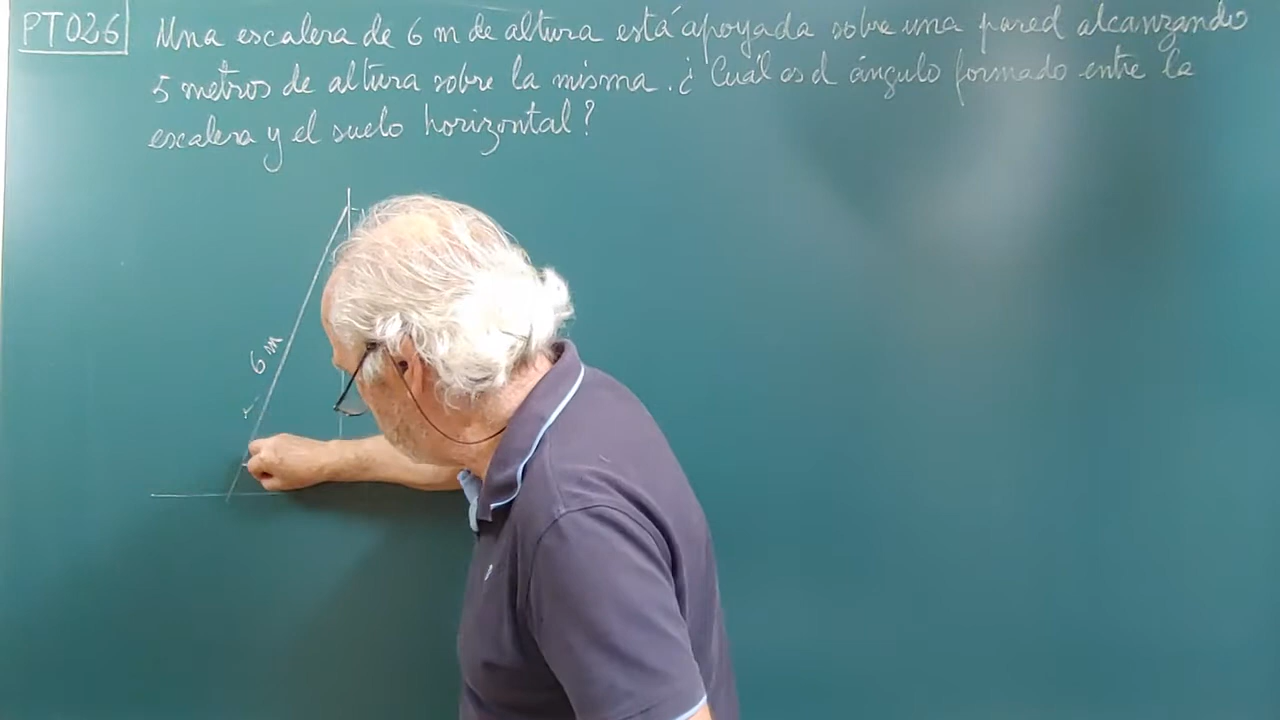 PT026
Una escalera de 6 m de altura está apoyada sobre una pared alcanzando
5 metros de altura sobre la misma. ¿Cuál es el ángulo formado entre la
escalera y el suelo horizontal?
6 m